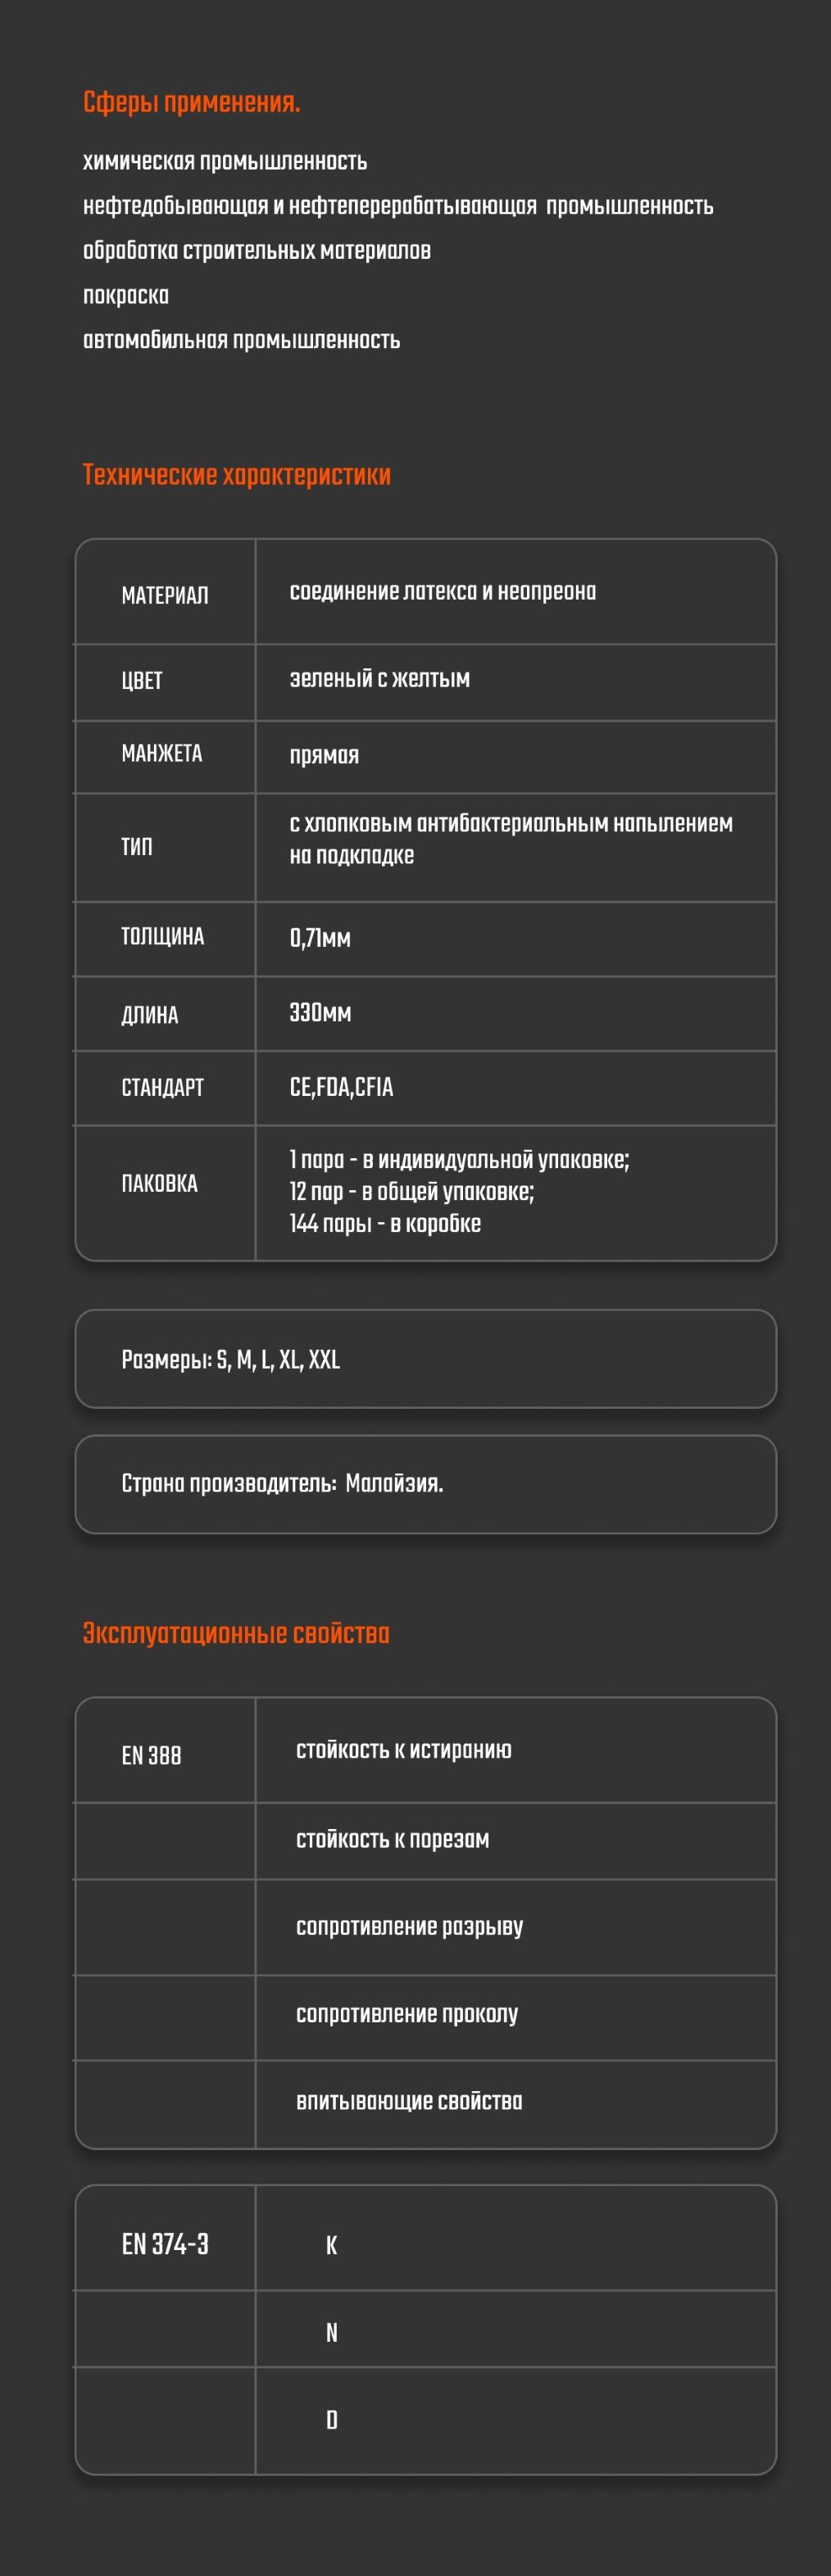 Сферы применения.
химическая промышленность
нефтедобывающая и нефтеперерабатывающая промышленность
обработка строительных материалов
покраска
автомобильная промышленность
Технические характеристики
МАТЕРИАЛ соединение латекса и неопреона
ЦВЕТ зеленый с желтым
МАНЖЕТА прямая
ТИП с хлопковым антибактериальным напылением
на подкладке
ТОЛЩИНА 0,71мм
ДЛИНА 330мм
СТАНДАРТ CE,FDA,CFIA
ПАКОВКА 1 пара - в индивидуальной упаковке;
12 пар - в общей упаковке;
144 пары - в коробке
Размеры: S, M, L, XL, XXL
Страна производитель: Малайзия.
Эксплуатационные свойства
EN 388 стойкость к истиранию
стойкость к порезам
сопротивление разрыву
сопротивление проколу
впитывающие свойства
EN 374-3 K
N
D